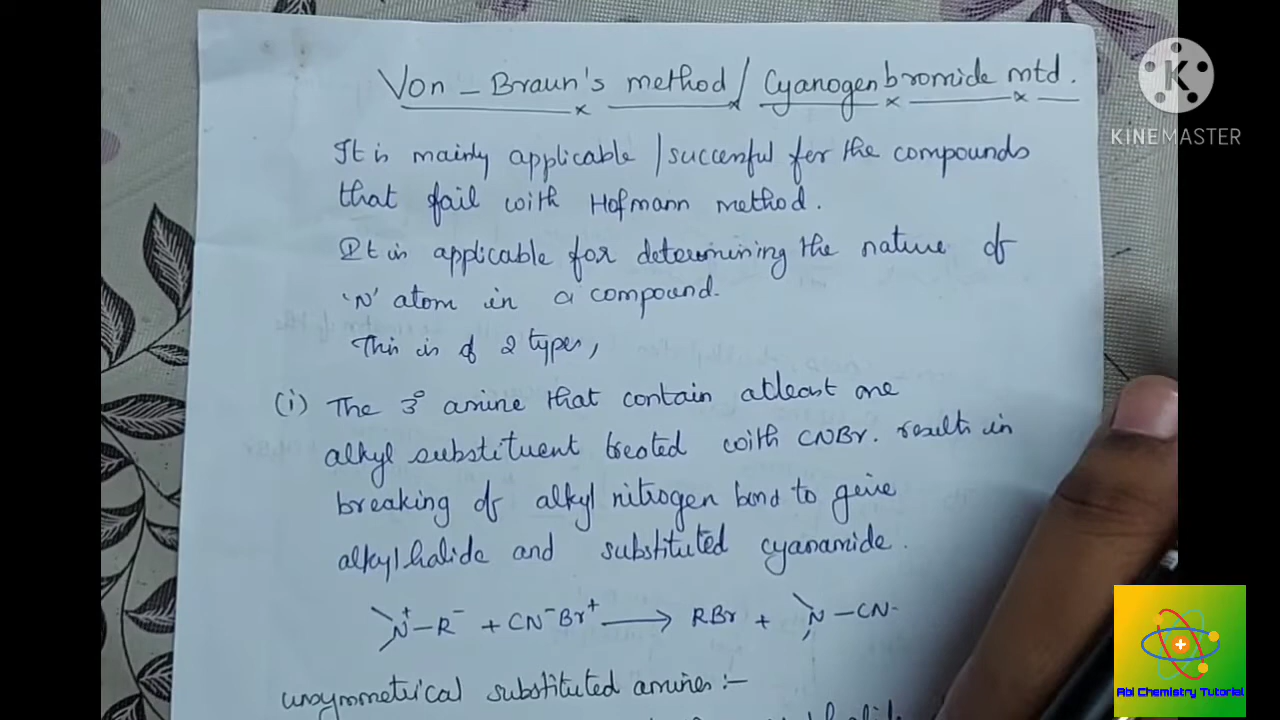 Von - Braun's method / Cyanogenbromide mtd.
It is mainly applicable / successful for the compounds
that fail with Hofmann method.
It is applicable for determining the nature of
'N' atom in a compound.
This is of 2 types,
(i) The 3° amine that contain atleast one
alkyl substituent treated with CNBr. results in
breaking of alkyl nitrogen bond to give
alkyl halide and substituted cyanamide.
N⁺-R⁻ + CN⁻Br⁺ ⟶ RBr + N-CN
unsymmetrical substituted amines :-
KINEMASTER
Abi Chemistry Tutorial